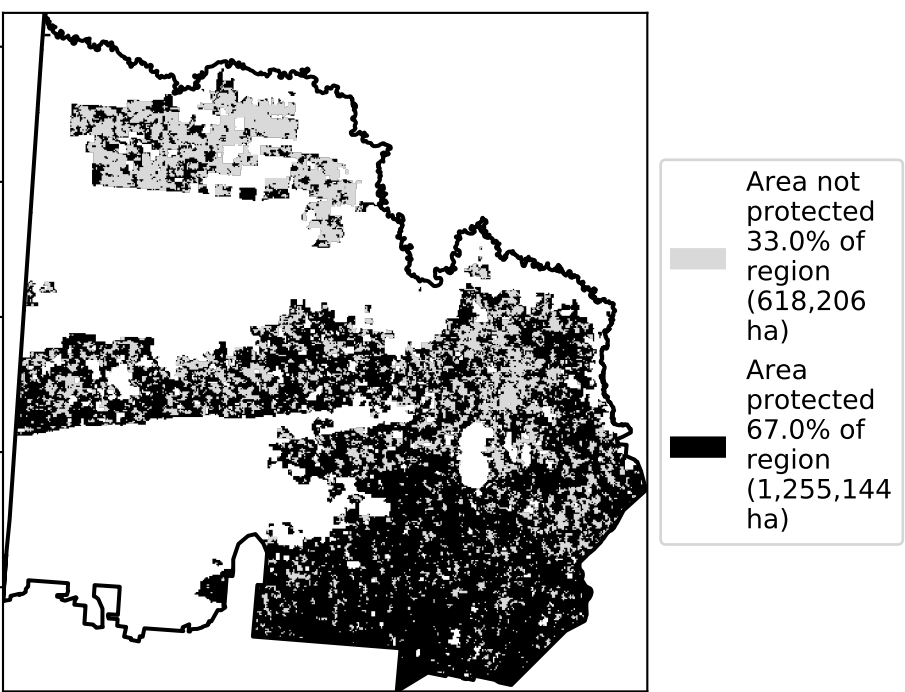 Area not
protected
33.0% of
region
(618,206
ha)
Area
protected
67.0% of
region
(1,255,144
ha)